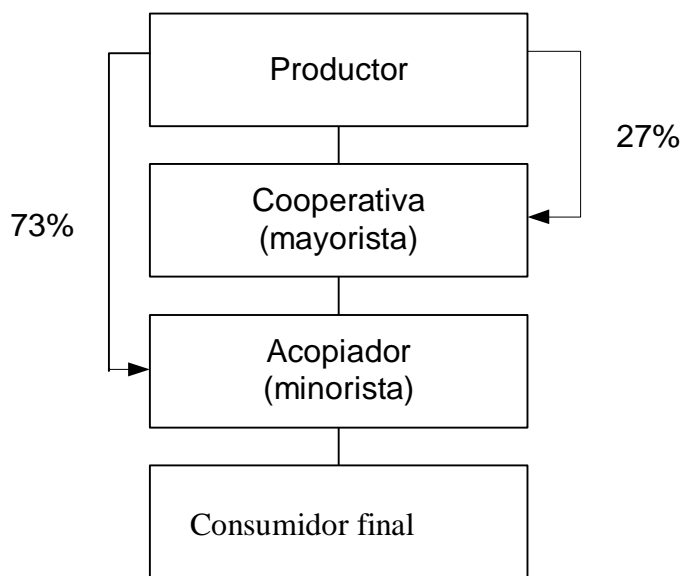 Productor
27%
Cooperativa
(mayorista)
73%
Acopiador
(minorista)
Consumidor final